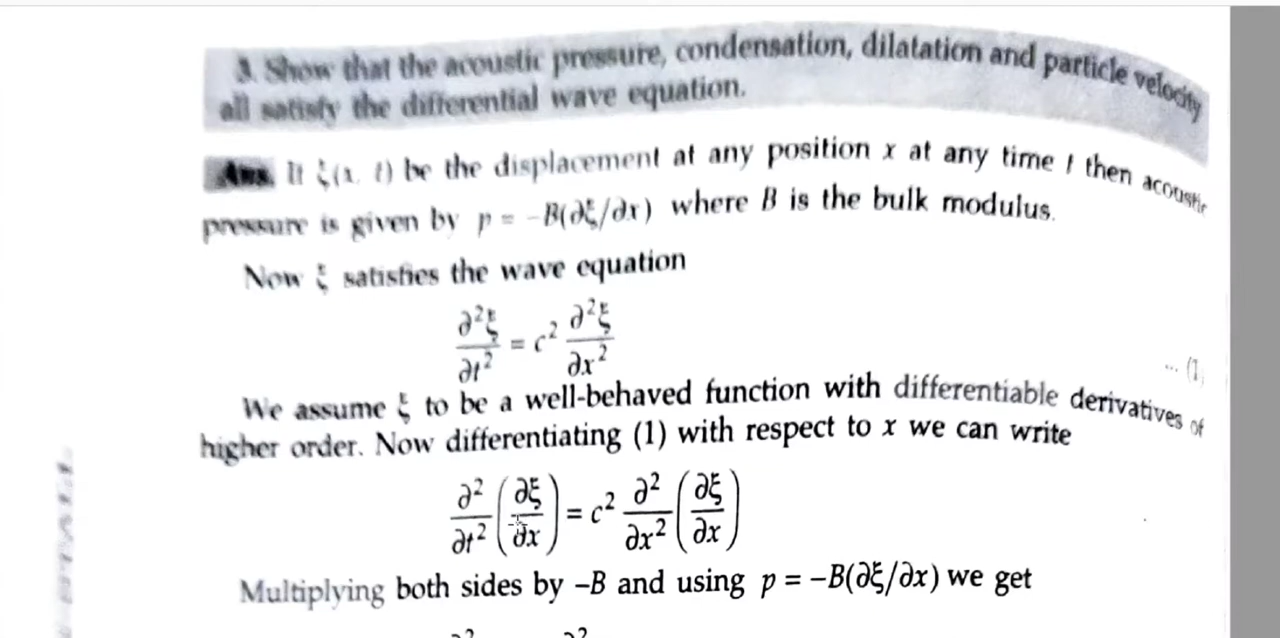 3. Show that the acoustic pressure, condensation, dilatation and particle velocity
all satisfy the differential wave equation.
Ans. If ξ(x, t) be the displacement at any position x at any time t then acoustic
pressure is given by p = −B(∂ξ/∂x) where B is the bulk modulus.
Now ξ satisfies the wave equation
∂²ξ/∂t² = c² ∂²ξ/∂x² ... (1)
We assume ξ to be a well-behaved function with differentiable derivatives of
higher order. Now differentiating (1) with respect to x we can write
∂²/∂t² (∂ξ/∂x) = c² ∂²/∂x² (∂ξ/∂x)
Multiplying both sides by −B and using p = −B(∂ξ/∂x) we get